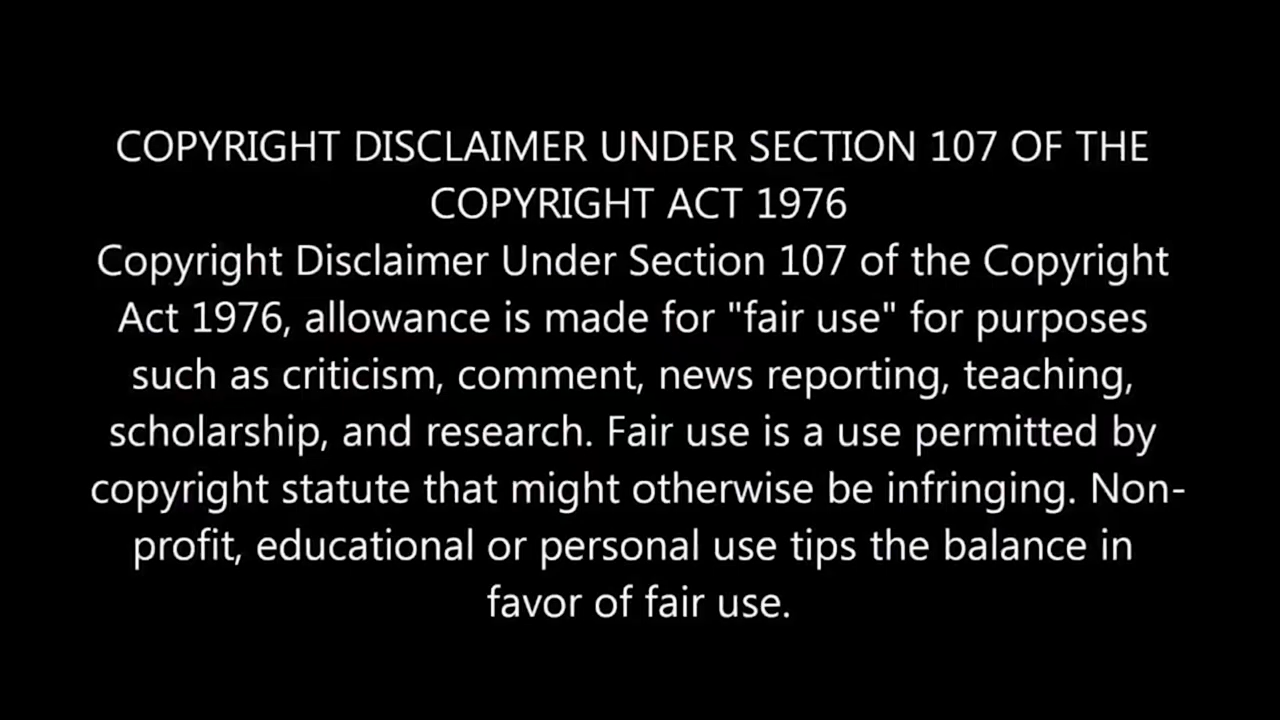 COPYRIGHT DISCLAIMER UNDER SECTION 107 OF THE
COPYRIGHT ACT 1976
Copyright Disclaimer Under Section 107 of the Copyright
Act 1976, allowance is made for "fair use" for purposes
such as criticism, comment, news reporting, teaching,
scholarship, and research. Fair use is a use permitted by
copyright statute that might otherwise be infringing. Non-
profit, educational or personal use tips the balance in
favor of fair use.